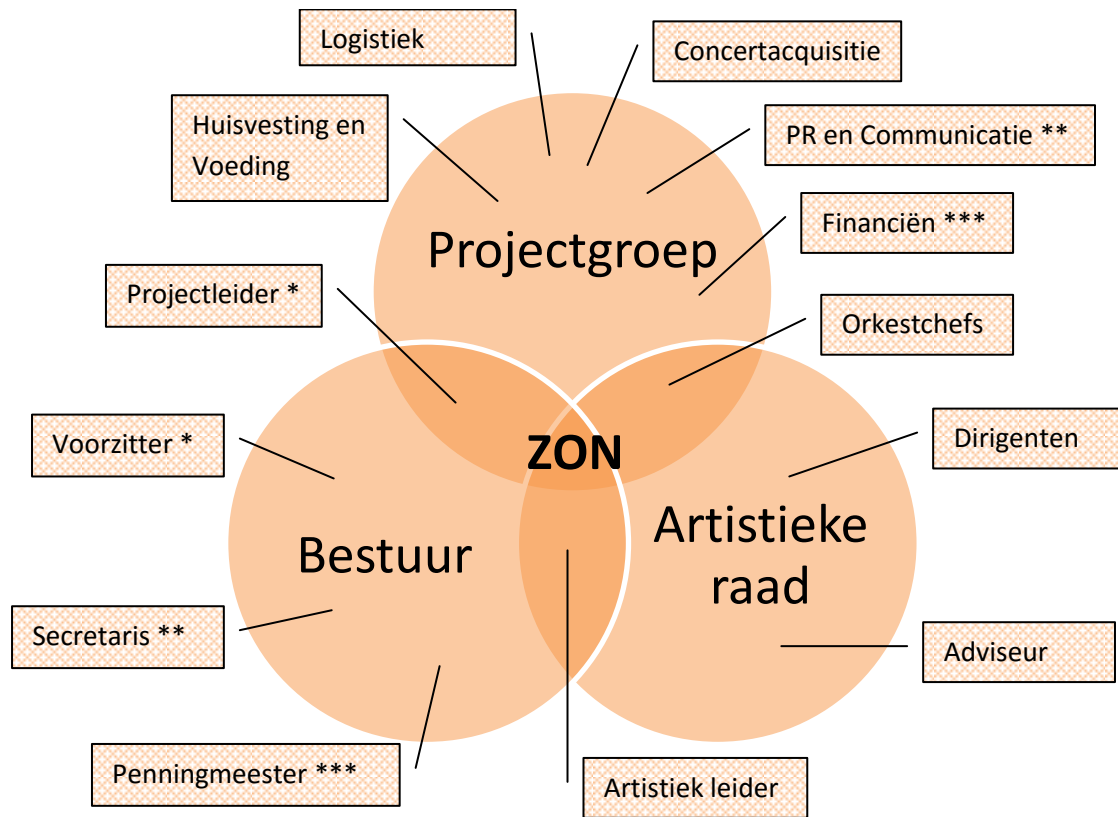 Logistiek
Concertacquisitie
Huisvesting en
Voeding
PR en Communicatie **
Financiën ***
Projectgroep
Projectleider *
Orkestchefs
Voorzitter *
ZON
Dirigenten
Bestuur
Artistieke
raad
Secretaris **
Adviseur
Penningmeester ***
Artistiek leider